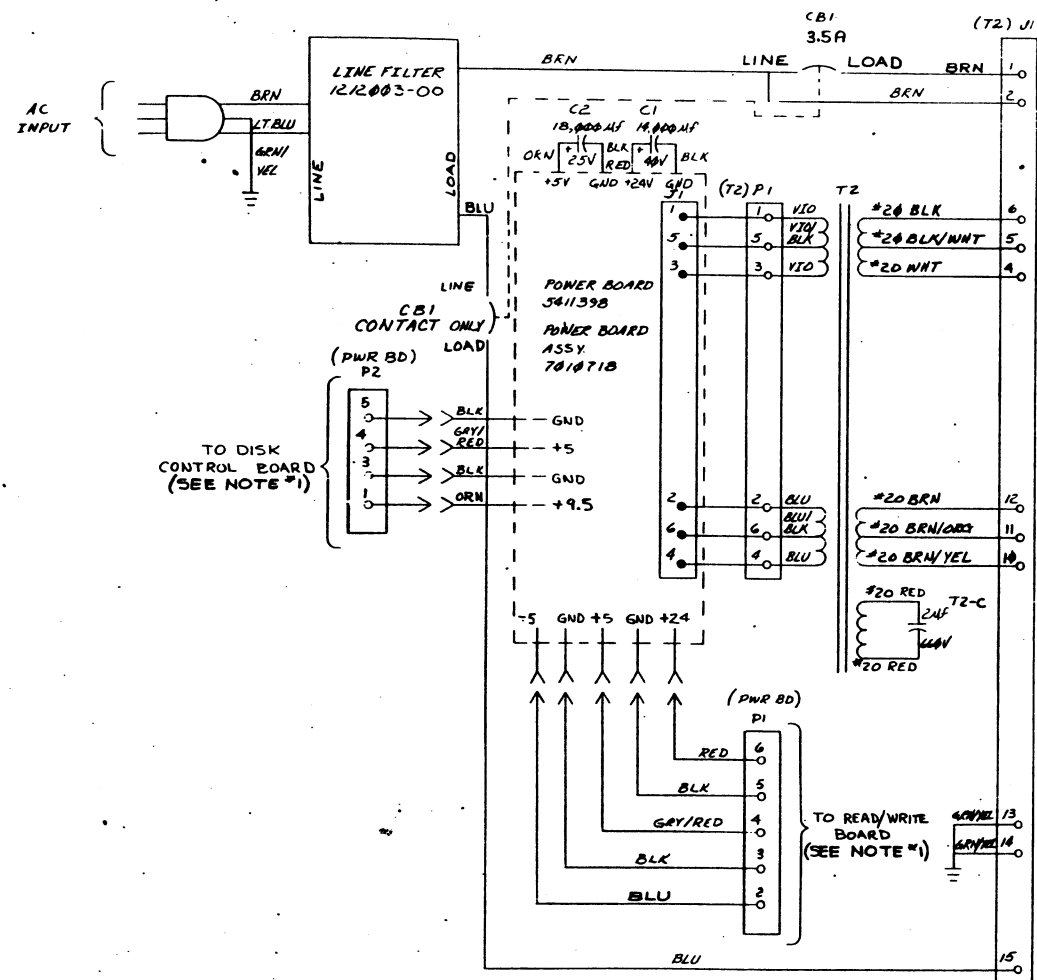 CB1
3.5A
(T2) J1
BRN
LINE
LOAD
BRN
1
BRN
2
LINE FILTER
1212003-00
AC
INPUT
BRN
LT.BLU
GRN/
YEL
LINE
LOAD
BLU
C2
C1
18,000 Mf
14,000 Mf
ORN
+
25V
BLK
RED
+
40V
BLK
+5V
GND
+24V
GND
J1
(T2) P1
T2
1
1
VIO
#20 BLK
6
5
5
VIO/
BLK
#20 BLK/WHT
5
3
3
VIO
#20 WHT
4
LINE
CB1
CONTACT ONLY
LOAD
POWER BOARD
5411398
POWER BOARD
ASSY.
7010718
(PWR BD)
P2
5
BLK
GND
4
GRY/
RED
+5
3
BLK
GND
1
ORN
+9.5
TO DISK
CONTROL BOARD
(SEE NOTE #1)
2
2
BLU
#20 BRN
12
6
6
BLU/
BLK
#20 BRN/ORG
11
4
4
BLU
#20 BRN/YEL
10
#20 RED
2Mf
T2-C
#20 RED
-5
GND
+5
GND
+24
(PWR BD)
P1
RED
6
BLK
5
GRY/RED
4
BLK
3
BLU
2
TO READ/WRITE
BOARD
(SEE NOTE #1)
GRN/YEL
13
GRN/YEL
14
BLU
15